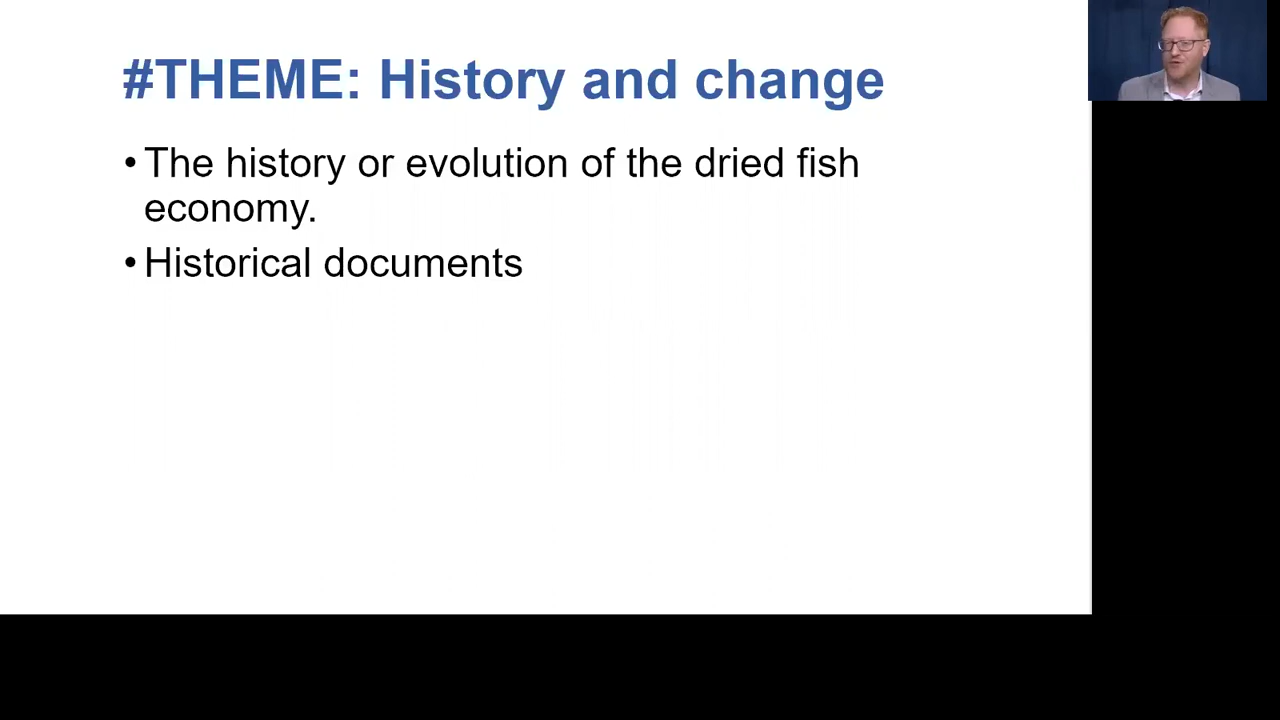 #THEME: History and change
• The history or evolution of the dried fish
economy.
• Historical documents